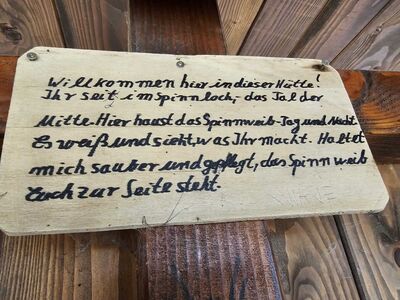 Willkommen hier in dieser Hütte!
Ihr seit im Spinnloch, das Tal der
Mitte. Hier haust das Spinnweib-Tag und Nacht
Es weiß und sieht, was Ihr macht. Haltet
mich sauber und gepflegt, das Spinnweib
Euch zur Seite steht.